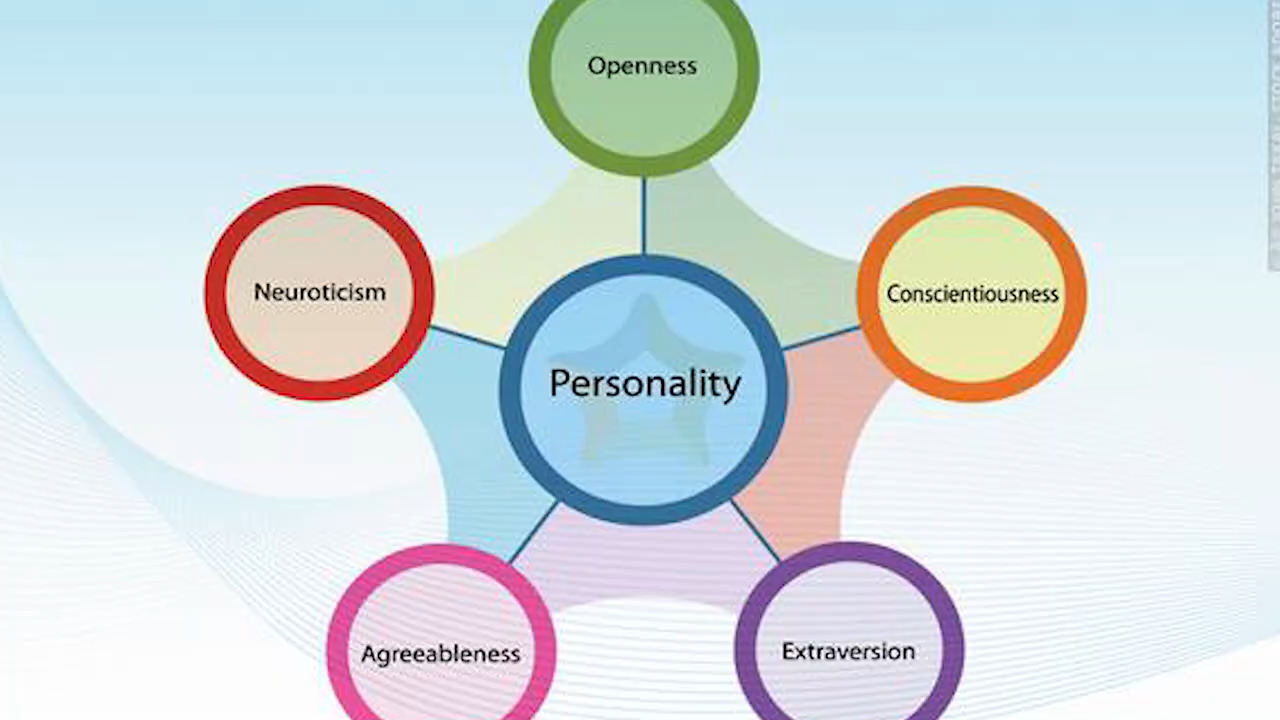 Openness
Neuroticism
Conscientiousness
Personality
Agreeableness
Extraversion